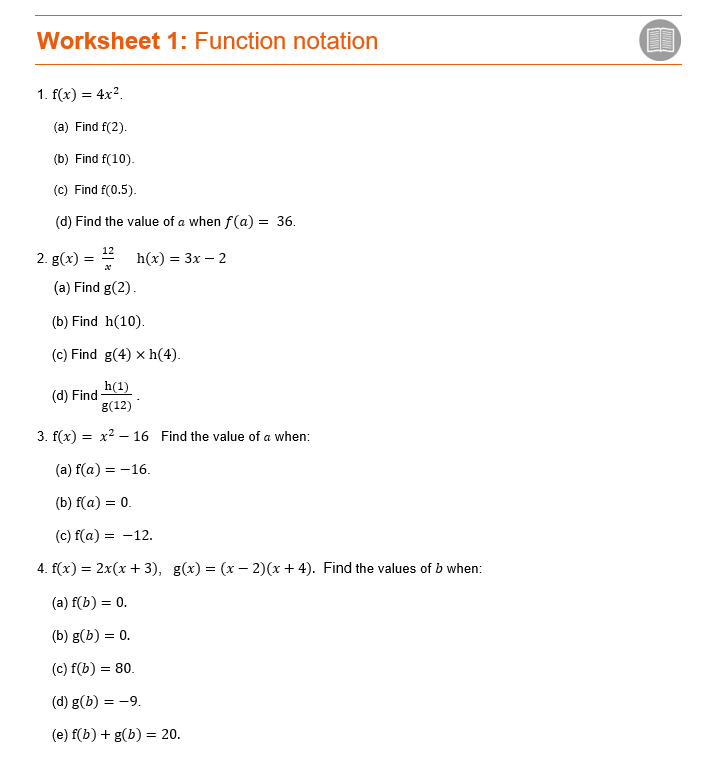 Worksheet 1: Function notation
1. f(x) = 4x².
(a) Find f(2).
(b) Find f(10).
(c) Find f(0.5).
(d) Find the value of a when f(a) = 36.
2. g(x) = 12/x h(x) = 3x − 2
(a) Find g(2).
(b) Find h(10).
(c) Find g(4) × h(4).
(d) Find h(1)/g(12) .
3. f(x) = x² − 16 Find the value of a when:
(a) f(a) = −16.
(b) f(a) = 0.
(c) f(a) = −12.
4. f(x) = 2x(x + 3), g(x) = (x − 2)(x + 4). Find the values of b when:
(a) f(b) = 0.
(b) g(b) = 0.
(c) f(b) = 80.
(d) g(b) = −9.
(e) f(b) + g(b) = 20.